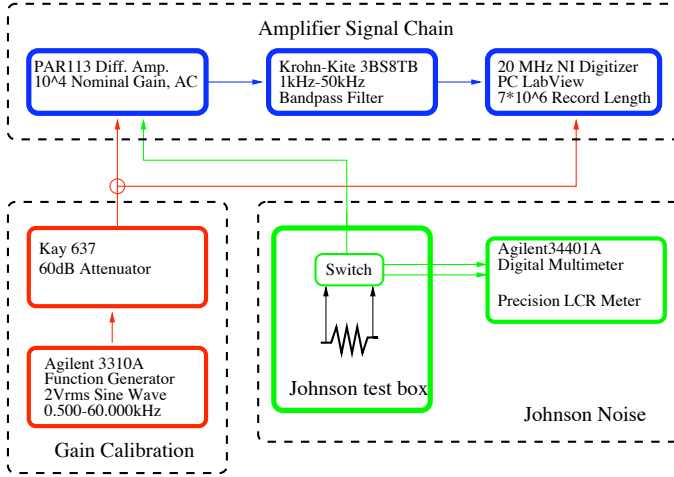 Amplifier Signal Chain
PAR113 Diff. Amp.
10^4 Nominal Gain, AC
Krohn-Kite 3BS8TB
1kHz-50kHz
Bandpass Filter
20 MHz NI Digitizer
PC LabView
7*10^6 Record Length
Kay 637
60dB Attenuator
Agilent 3310A
Function Generator
2Vrms Sine Wave
0.500-60.000kHz
Gain Calibration
Switch
Johnson test box
Agilent34401A
Digital Multimeter
Precision LCR Meter
Johnson Noise